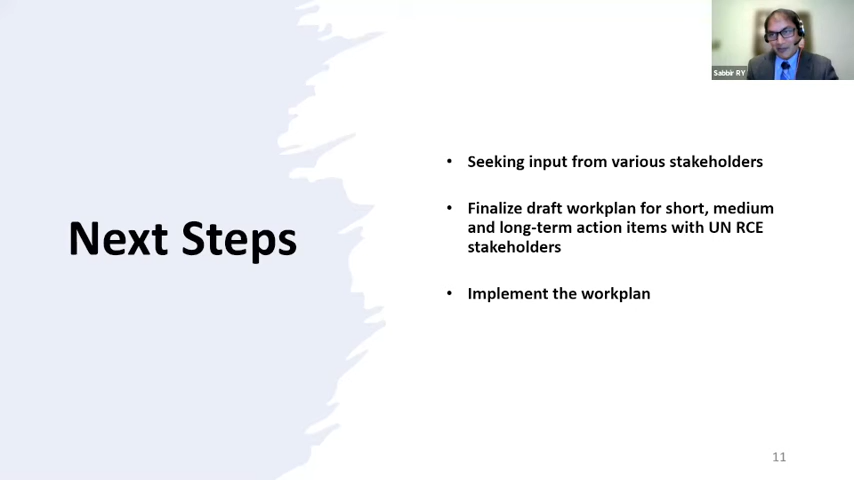 Sabbir RY
Next Steps
• Seeking input from various stakeholders
• Finalize draft workplan for short, medium
and long-term action items with UN RCE
stakeholders
• Implement the workplan
11